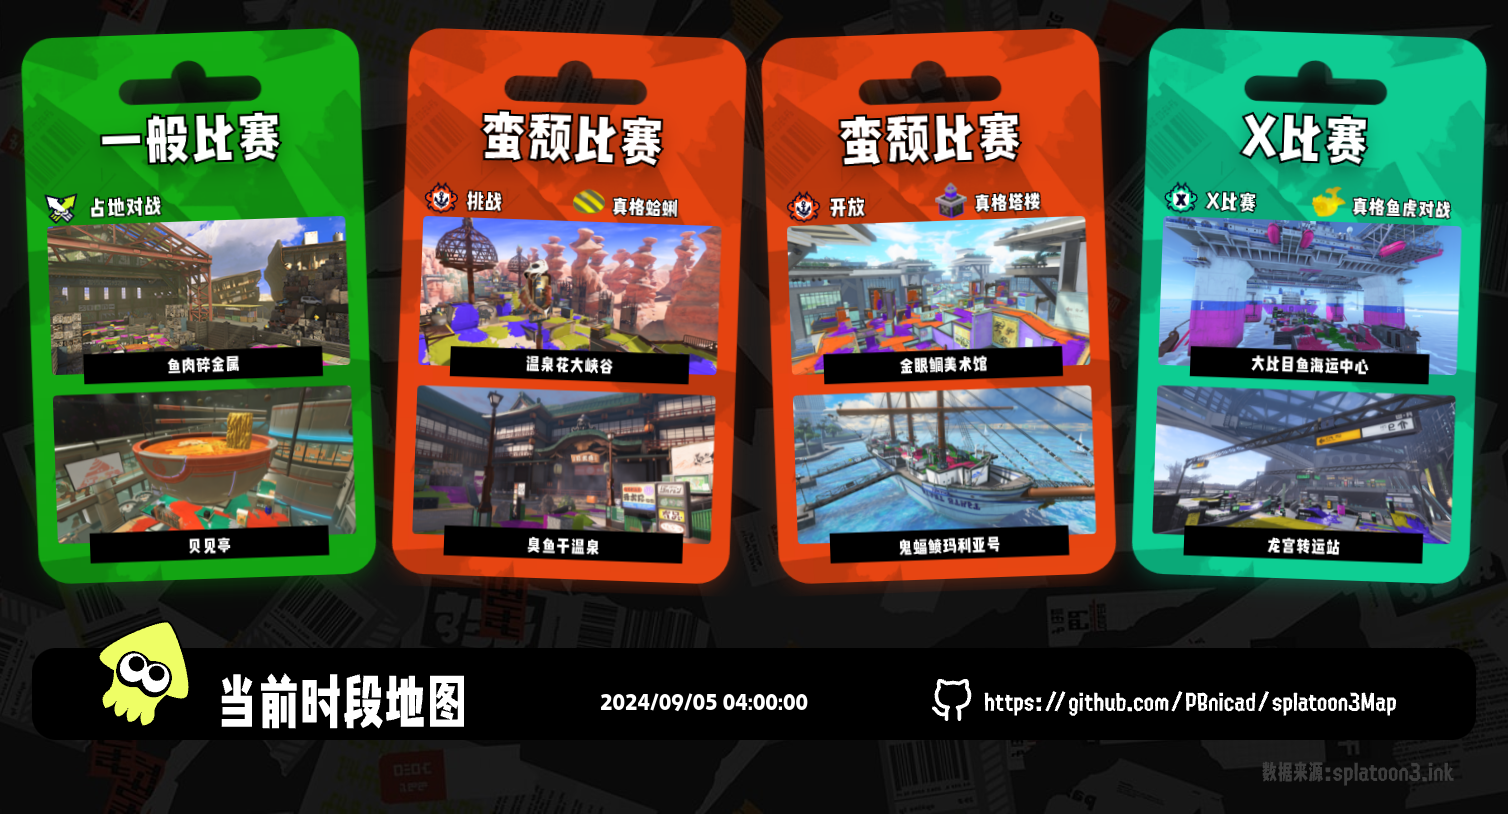 一般比赛
占地对战
鱼肉碎金属
贝贝亭
蛮颓比赛
挑战
真格蛤蜊
温泉花大峡谷
臭鱼干温泉
蛮颓比赛
开放
真格塔楼
金眼鲷美术馆
鬼蝠鲼玛利亚号
X比赛
X比赛
真格鱼虎对战
大比目鱼海运中心
龙宫转运站
当前时段地图
2024/09/05 04:00:00
https://github.com/PBnicad/splatoon3Map
数据来源:splatoon3.ink